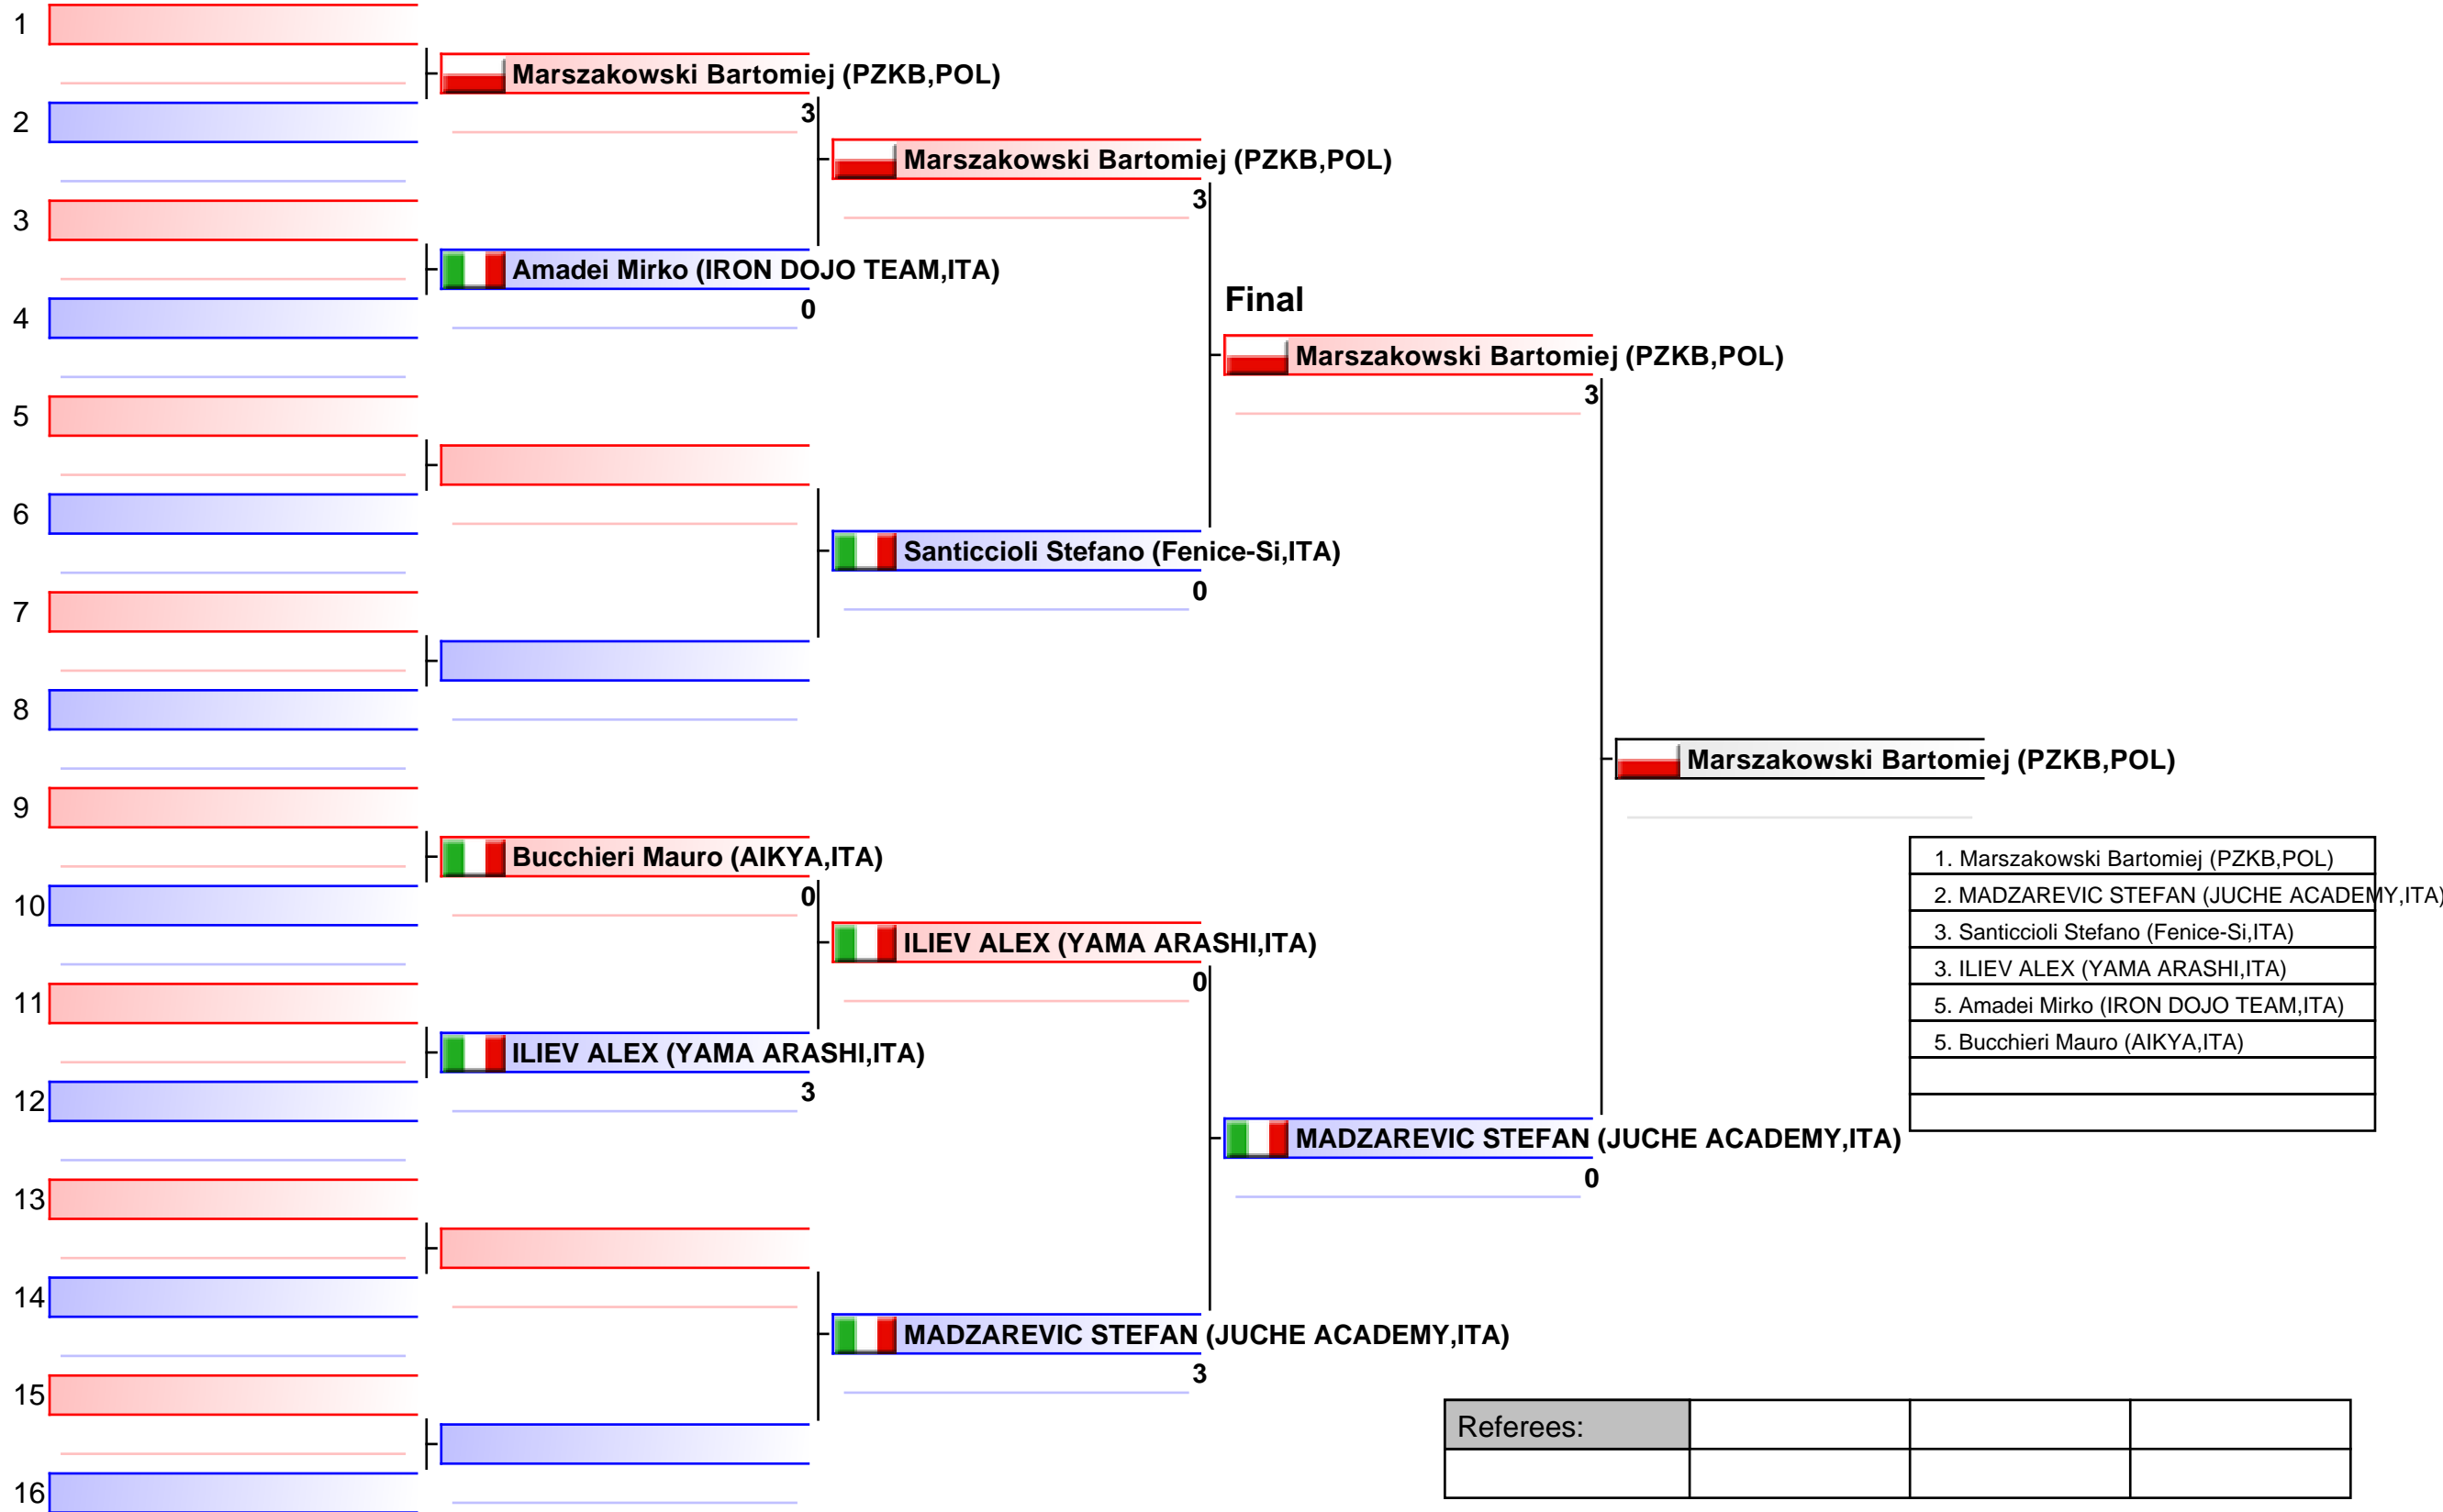 1
Marszakowski Bartomiej (PZKB,POL)
3
2
Marszakowski Bartomiej (PZKB,POL)
3
3
Amadei Mirko (IRON DOJO TEAM,ITA)
0
4
Final
Marszakowski Bartomiej (PZKB,POL)
3
5
6
Santiccioli Stefano (Fenice-Si,ITA)
0
7
8
Marszakowski Bartomiej (PZKB,POL)
9
Bucchieri Mauro (AIKYA,ITA)
0
10
ILIEV ALEX (YAMA ARASHI,ITA)
0
11
ILIEV ALEX (YAMA ARASHI,ITA)
3
12
MADZAREVIC STEFAN (JUCHE ACADEMY,ITA)
0
13
14
MADZAREVIC STEFAN (JUCHE ACADEMY,ITA)
3
15
16
1. Marszakowski Bartomiej (PZKB,POL)
2. MADZAREVIC STEFAN (JUCHE ACADEMY,ITA)
3. Santiccioli Stefano (Fenice-Si,ITA)
3. ILIEV ALEX (YAMA ARASHI,ITA)
5. Amadei Mirko (IRON DOJO TEAM,ITA)
5. Bucchieri Mauro (AIKYA,ITA)
Referees: